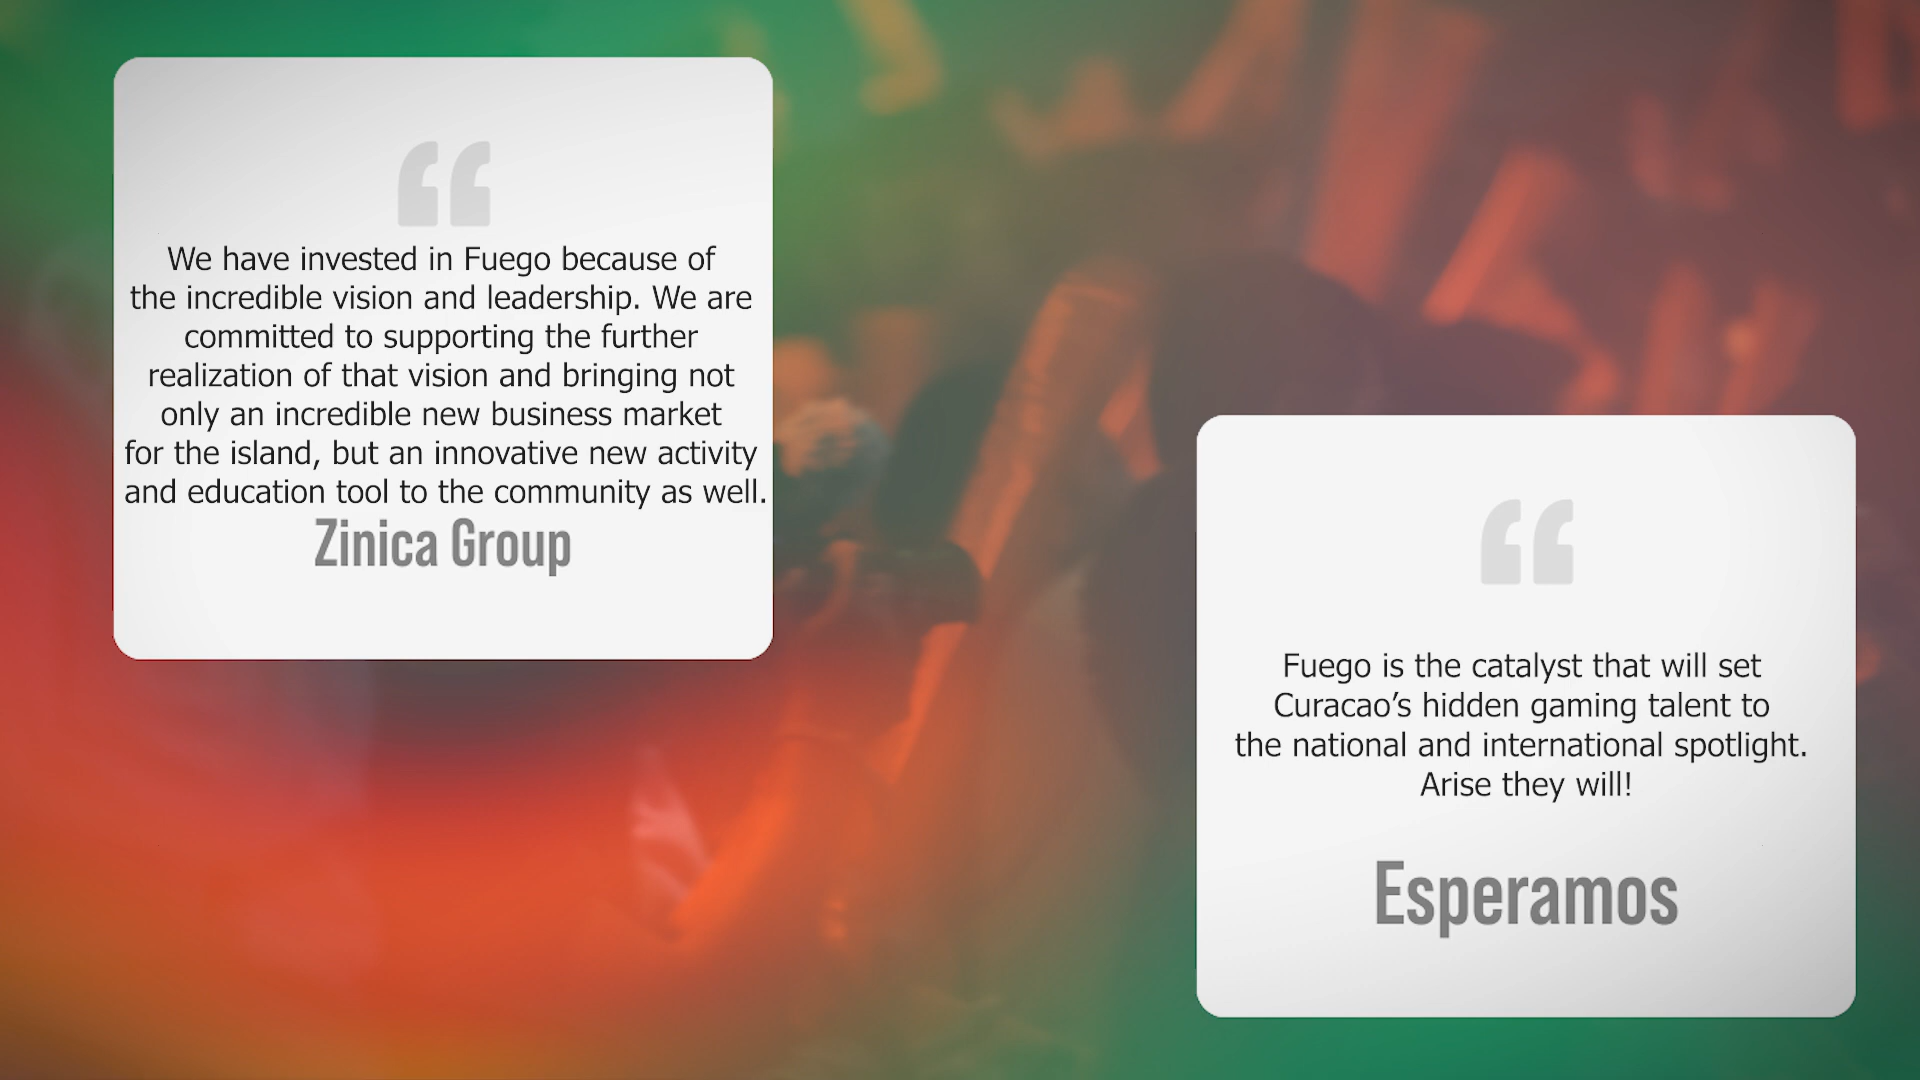 “
We have invested in Fuego because of
the incredible vision and leadership. We are
committed to supporting the further
realization of that vision and bringing not
only an incredible new business market
for the island, but an innovative new activity
and education tool to the community as well.
Zinica Group
“
Fuego is the catalyst that will set
Curacao’s hidden gaming talent to
the national and international spotlight.
Arise they will!
Esperamos